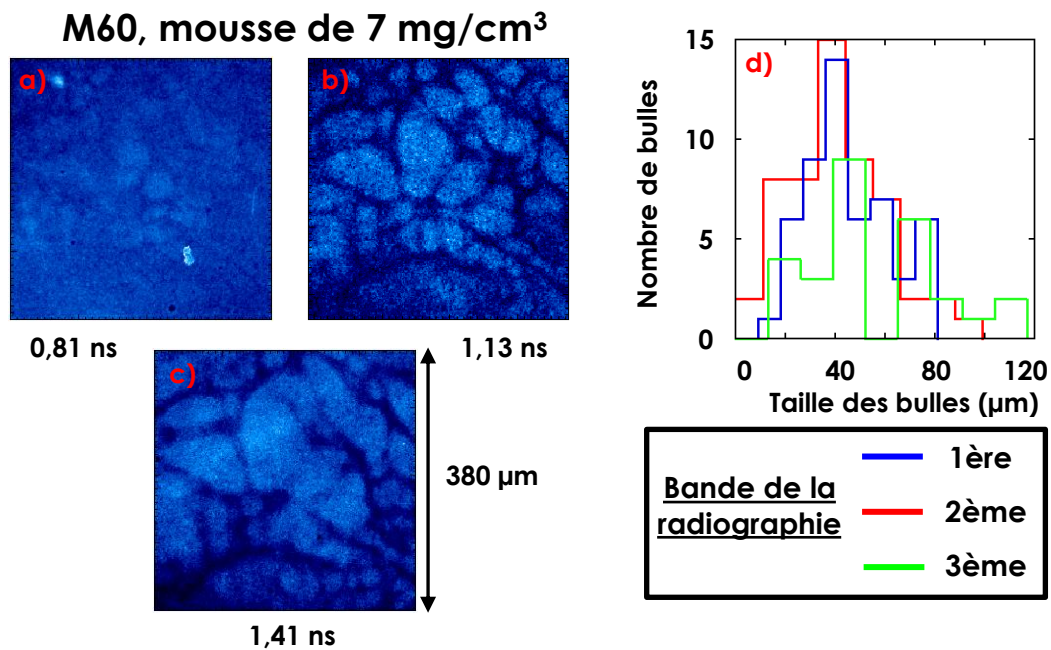 M60, mousse de 7 mg/cm³
a)
b)
0,81 ns
1,13 ns
c)
380 µm
1,41 ns
d)
Nombre de bulles
15
10
5
0
0 40 80 120
Taille des bulles (µm)
Bande de la
radiographie
1ère
2ème
3ème